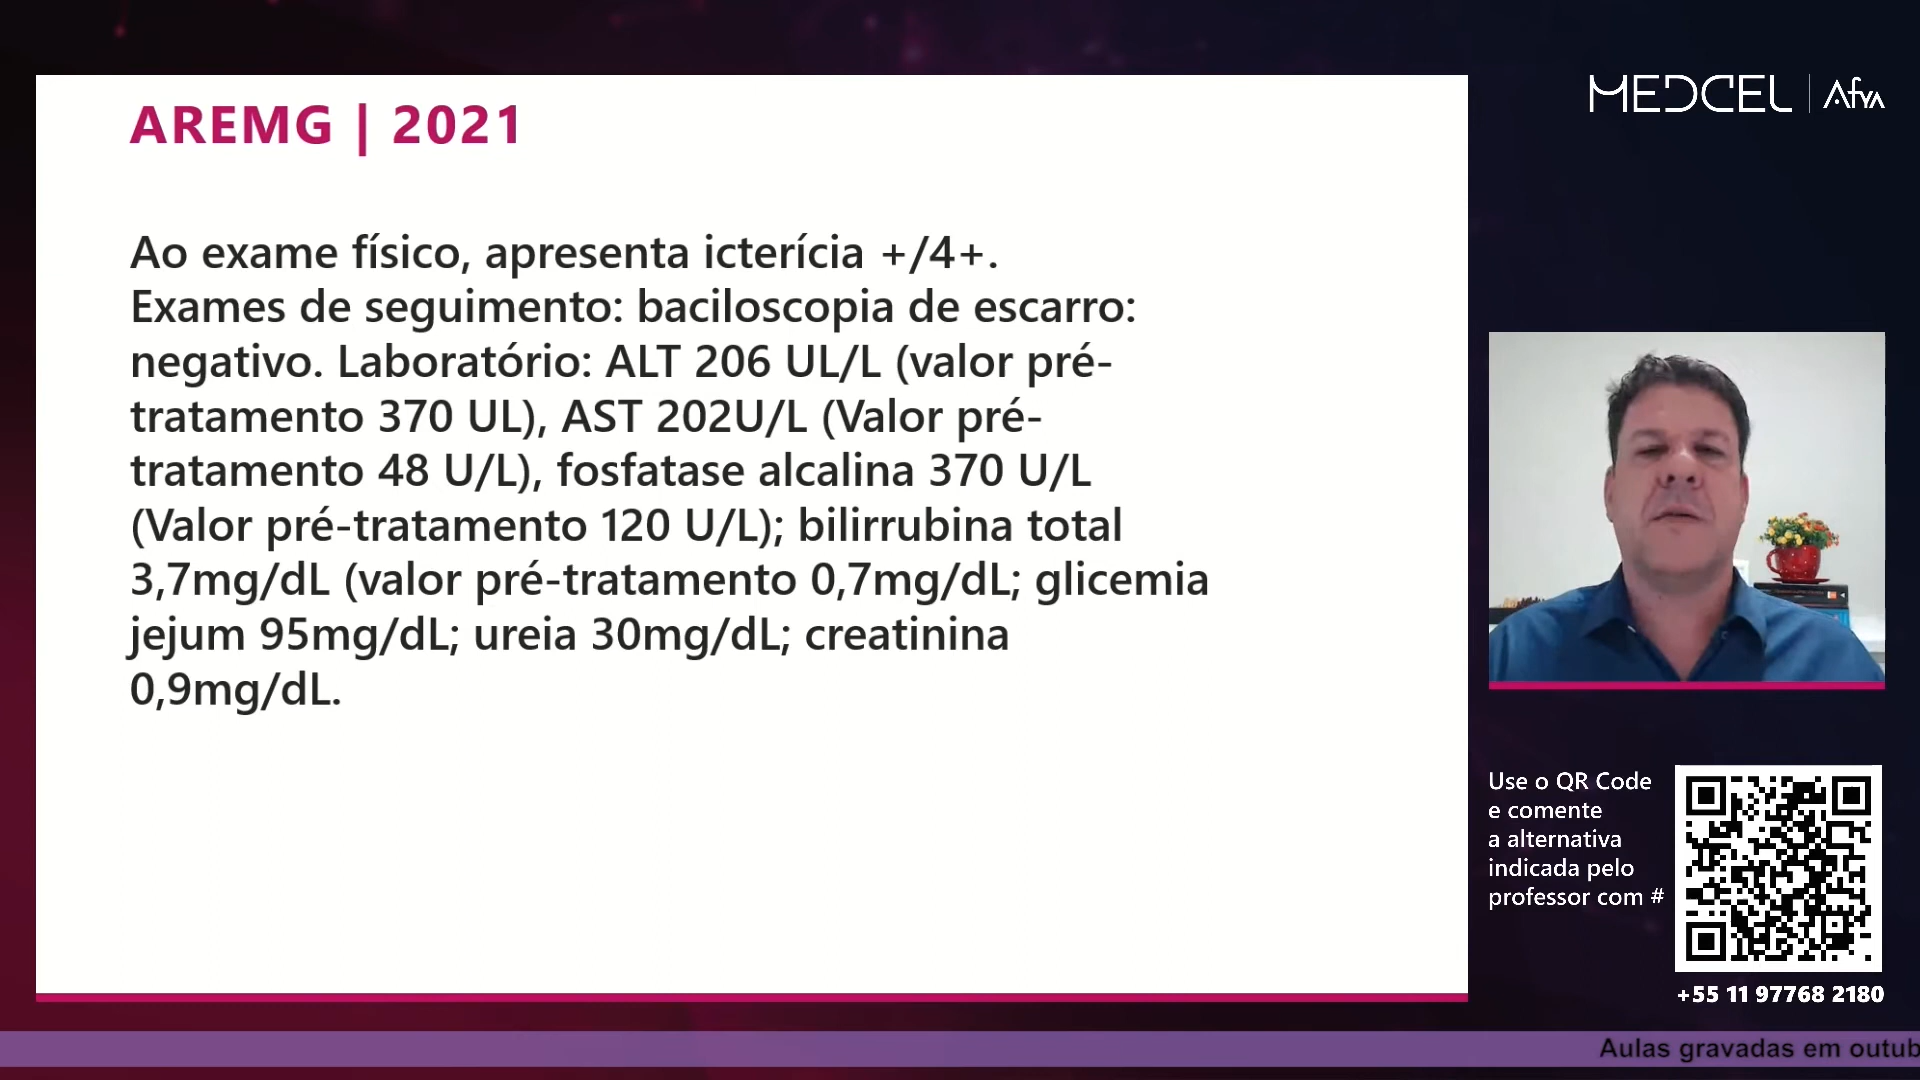 AREMG | 2021
Ao exame físico, apresenta icterícia +/4+.
Exames de seguimento: baciloscopia de escarro:
negativo. Laboratório: ALT 206 UL/L (valor pré-
tratamento 370 UL), AST 202U/L (Valor pré-
tratamento 48 U/L), fosfatase alcalina 370 U/L
(Valor pré-tratamento 120 U/L); bilirrubina total
3,7mg/dL (valor pré-tratamento 0,7mg/dL; glicemia
jejum 95mg/dL; ureia 30mg/dL; creatinina
0,9mg/dL.
MEDCEL | Afya
Use o QR Code
e comente
a alternativa
indicada pelo
professor com #
+55 11 97768 2180
Aulas gravadas em outub